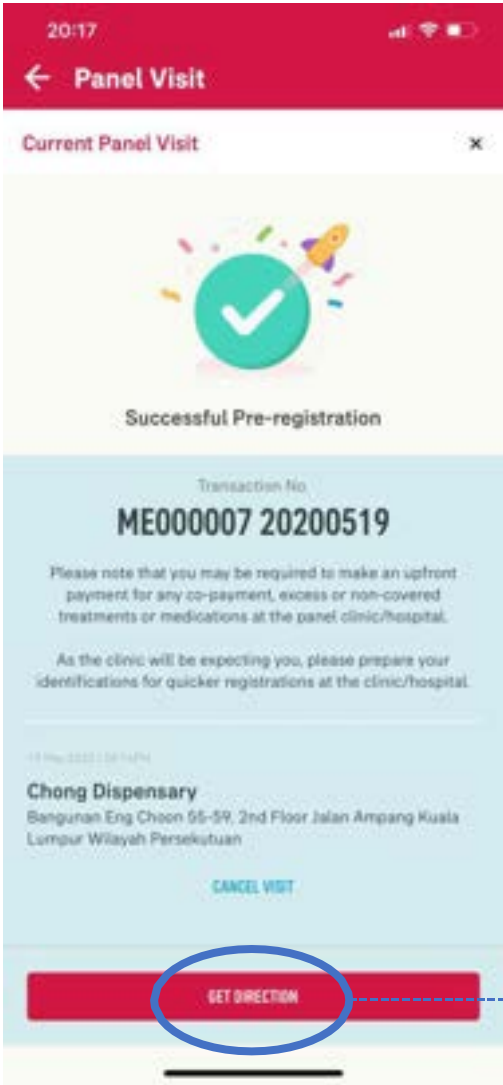 20:17
Panel Visit
Current Panel Visit
Successful Pre-registration
Transaction No.
ME000007 20200519
Please note that you may be required to make an upfront
payment for any co-payment, excess or non-covered
treatments or medications at the panel clinic/hospital.
As the clinic will be expecting you, please prepare your
identifications for quicker registrations at the clinic/hospital.
Chong Dispensary
Bangunan Eng Choon 55-59, 2nd Floor Jalan Ampang Kuala
Lumpur Wilayah Persekutuan
CANCEL VISIT
GET DIRECTION